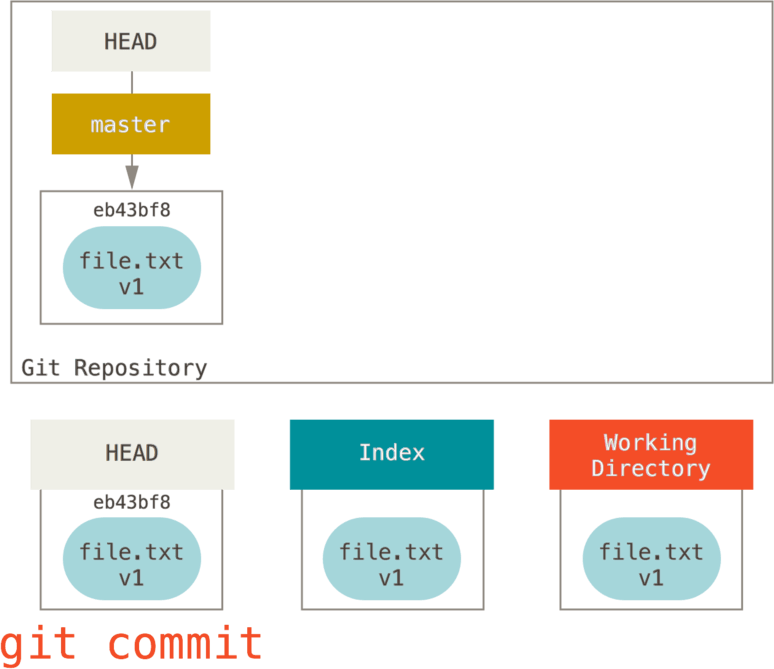 HEAD
master
eb43bf8
file.txt
v1
Git Repository
HEAD
Index
Working
Directory
eb43bf8
file.txt
v1
file.txt
v1
file.txt
v1
git commit